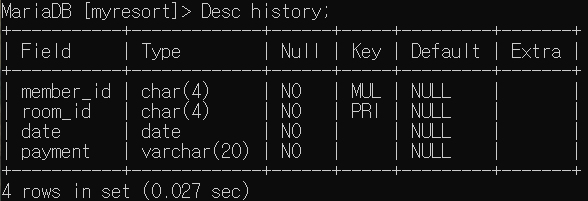 MariaDB [myresort]> Desc history;
+-----------+-------------+------+-----+---------+-------+
| Field     | Type        | Null | Key | Default | Extra |
+-----------+-------------+------+-----+---------+-------+
| member_id | char(4)     | NO   | MUL | NULL    |       |
| room_id   | char(4)     | NO   | PRI | NULL    |       |
| date      | date        | NO   |     | NULL    |       |
| payment   | varchar(20) | NO   |     | NULL    |       |
+-----------+-------------+------+-----+---------+-------+
4 rows in set (0.027 sec)